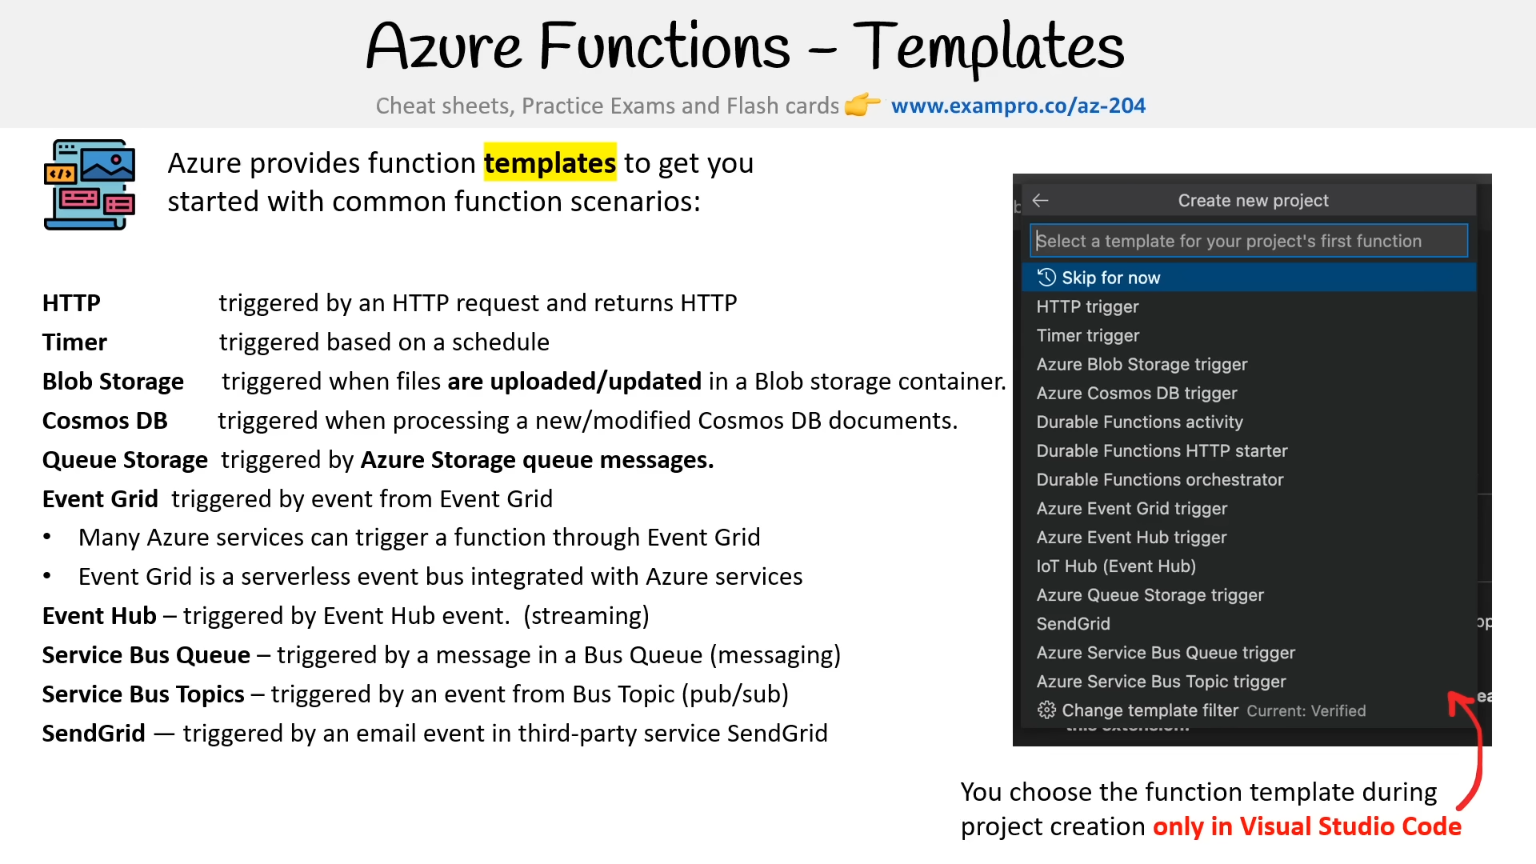 Azure Functions – Templates
Cheat sheets, Practice Exams and Flash cards 👉 www.exampro.co/az-204
Azure provides function templates to get you
started with common function scenarios:
HTTP triggered by an HTTP request and returns HTTP
Timer triggered based on a schedule
Blob Storage triggered when files are uploaded/updated in a Blob storage container.
Cosmos DB triggered when processing a new/modified Cosmos DB documents.
Queue Storage triggered by Azure Storage queue messages.
Event Grid triggered by event from Event Grid
• Many Azure services can trigger a function through Event Grid
• Event Grid is a serverless event bus integrated with Azure services
Event Hub – triggered by Event Hub event. (streaming)
Service Bus Queue – triggered by a message in a Bus Queue (messaging)
Service Bus Topics – triggered by an event from Bus Topic (pub/sub)
SendGrid — triggered by an email event in third-party service SendGrid
Create new project
Select a template for your project's first function
Skip for now
HTTP trigger
Timer trigger
Azure Blob Storage trigger
Azure Cosmos DB trigger
Durable Functions activity
Durable Functions HTTP starter
Durable Functions orchestrator
Azure Event Grid trigger
Azure Event Hub trigger
IoT Hub (Event Hub)
Azure Queue Storage trigger
SendGrid
Azure Service Bus Queue trigger
Azure Service Bus Topic trigger
Change template filter Current: Verified
You choose the function template during
project creation only in Visual Studio Code